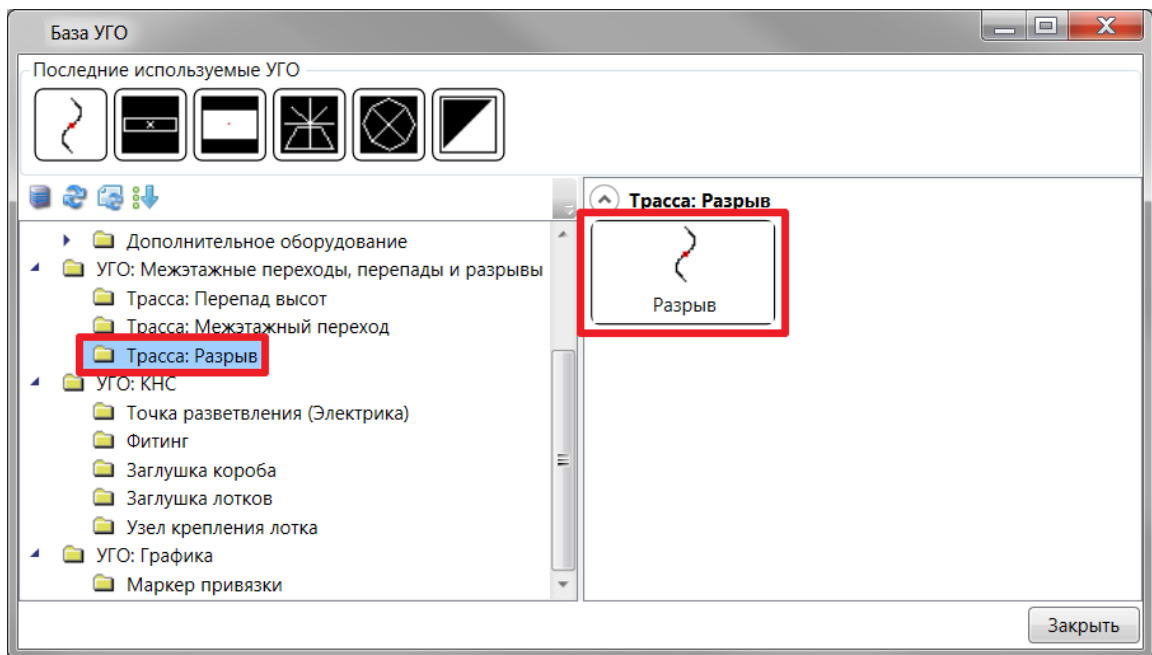 База УГО
Последние используемые УГО
Трасса: Разрыв
Разрыв
Дополнительное оборудование
УГО: Межэтажные переходы, перепады и разрывы
Трасса: Перепад высот
Трасса: Межэтажный переход
Трасса: Разрыв
УГО: КНС
Точка разветвления (Электрика)
Фитинг
Заглушка короба
Заглушка лотков
Узел крепления лотка
УГО: Графика
Маркер привязки
Закрыть